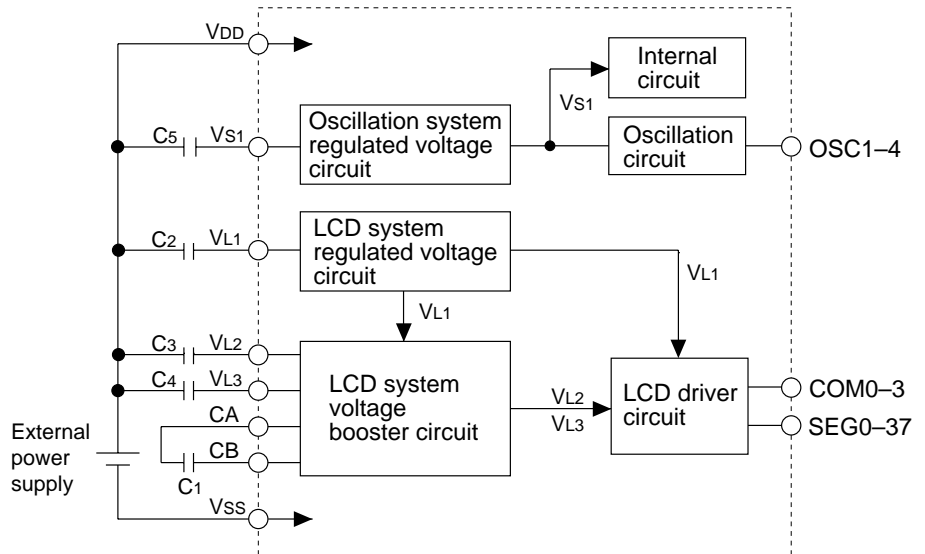 VDD
Internal
circuit
VS1
C5
VS1
Oscillation system
regulated voltage
circuit
Oscillation
circuit
OSC1–4
C2
VL1
LCD system
regulated voltage
circuit
VL1
VL1
C3
VL2
C4
VL3
CA
CB
C1
LCD system
voltage
booster circuit
VL2
VL3
LCD driver
circuit
COM0–3
SEG0–37
External
power
supply
VSS